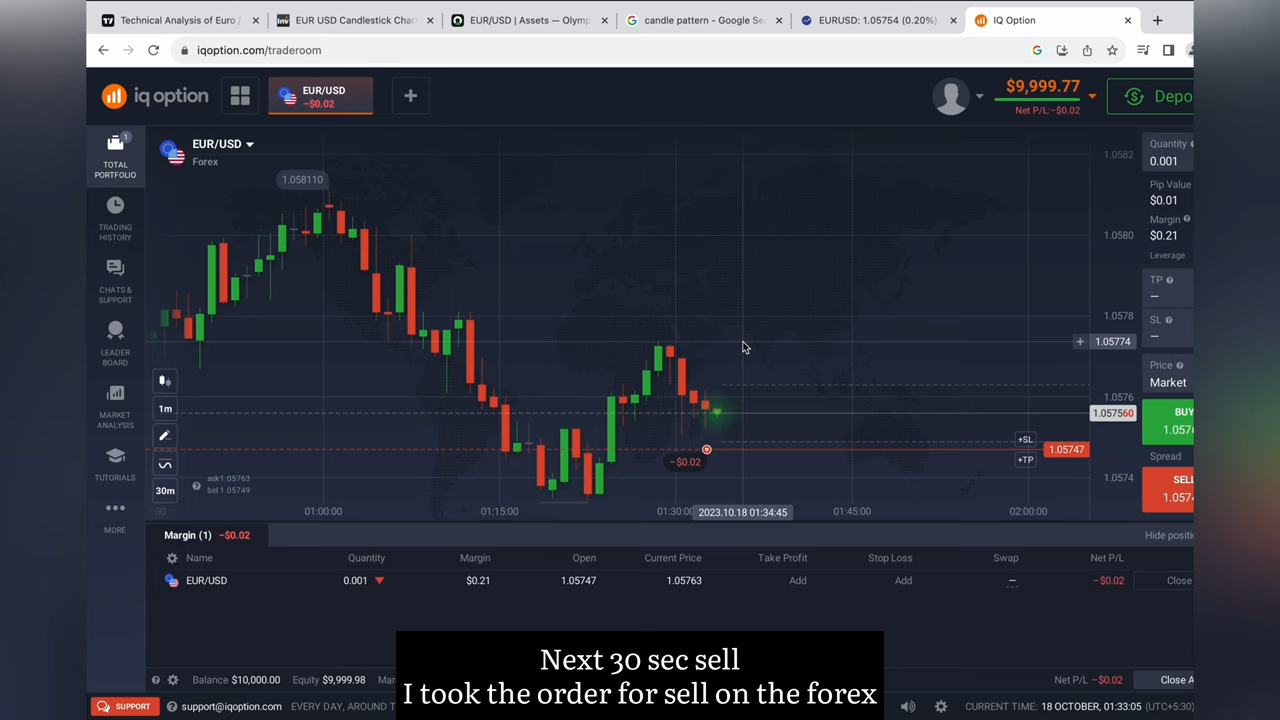 Technical Analysis of Euro /
EUR USD Candlestick Char
EUR/USD | Assets — Olymp
candle pattern - Google Se
EURUSD: 1.05754 (0.20%)
IQ Option
iqoption.com/traderoom
iq option
EUR/USD
−$0.02
$9,999.77
Net P/L: −$0.02
Depo
TOTAL
PORTFOLIO
1
TRADING
HISTORY
CHATS &
SUPPORT
LEADER
BOARD
MARKET
ANALYSIS
TUTORIALS
MORE
EUR/USD
Forex
1.058110
1m
30m
ask 1.05763
bid 1.05749
1.0582
1.0580
1.0578
1.05774
1.0576
1.057560
1.05747
1.0574
+SL
+TP
−$0.02
01:00:00
01:15:00
01:30:0
2023.10.18 01:34:45
01:45:00
02:00:00
Quantity
0.001
Pip Value
$0.01
Margin
$0.21
Leverage
TP
–
SL
–
Price
Market
BUY
1.0576
Spread
SELL
1.0574
Margin (1) −$0.02
Hide positi
Name Quantity Margin Open Current Price Take Profit Stop Loss Swap Net P/L
EUR/USD 0.001 $0.21 1.05747 1.05763 Add Add — −$0.02 Close
Next 30 sec sell
I took the order for sell on the forex
Balance $10,000.00 Equity $9,999.98 Mar
Net P/L −$0.02 Close A
SUPPORT
support@iqoption.com
EVERY DAY, AROUND T
CURRENT TIME: 18 OCTOBER, 01:33:05 (UTC+5:30)